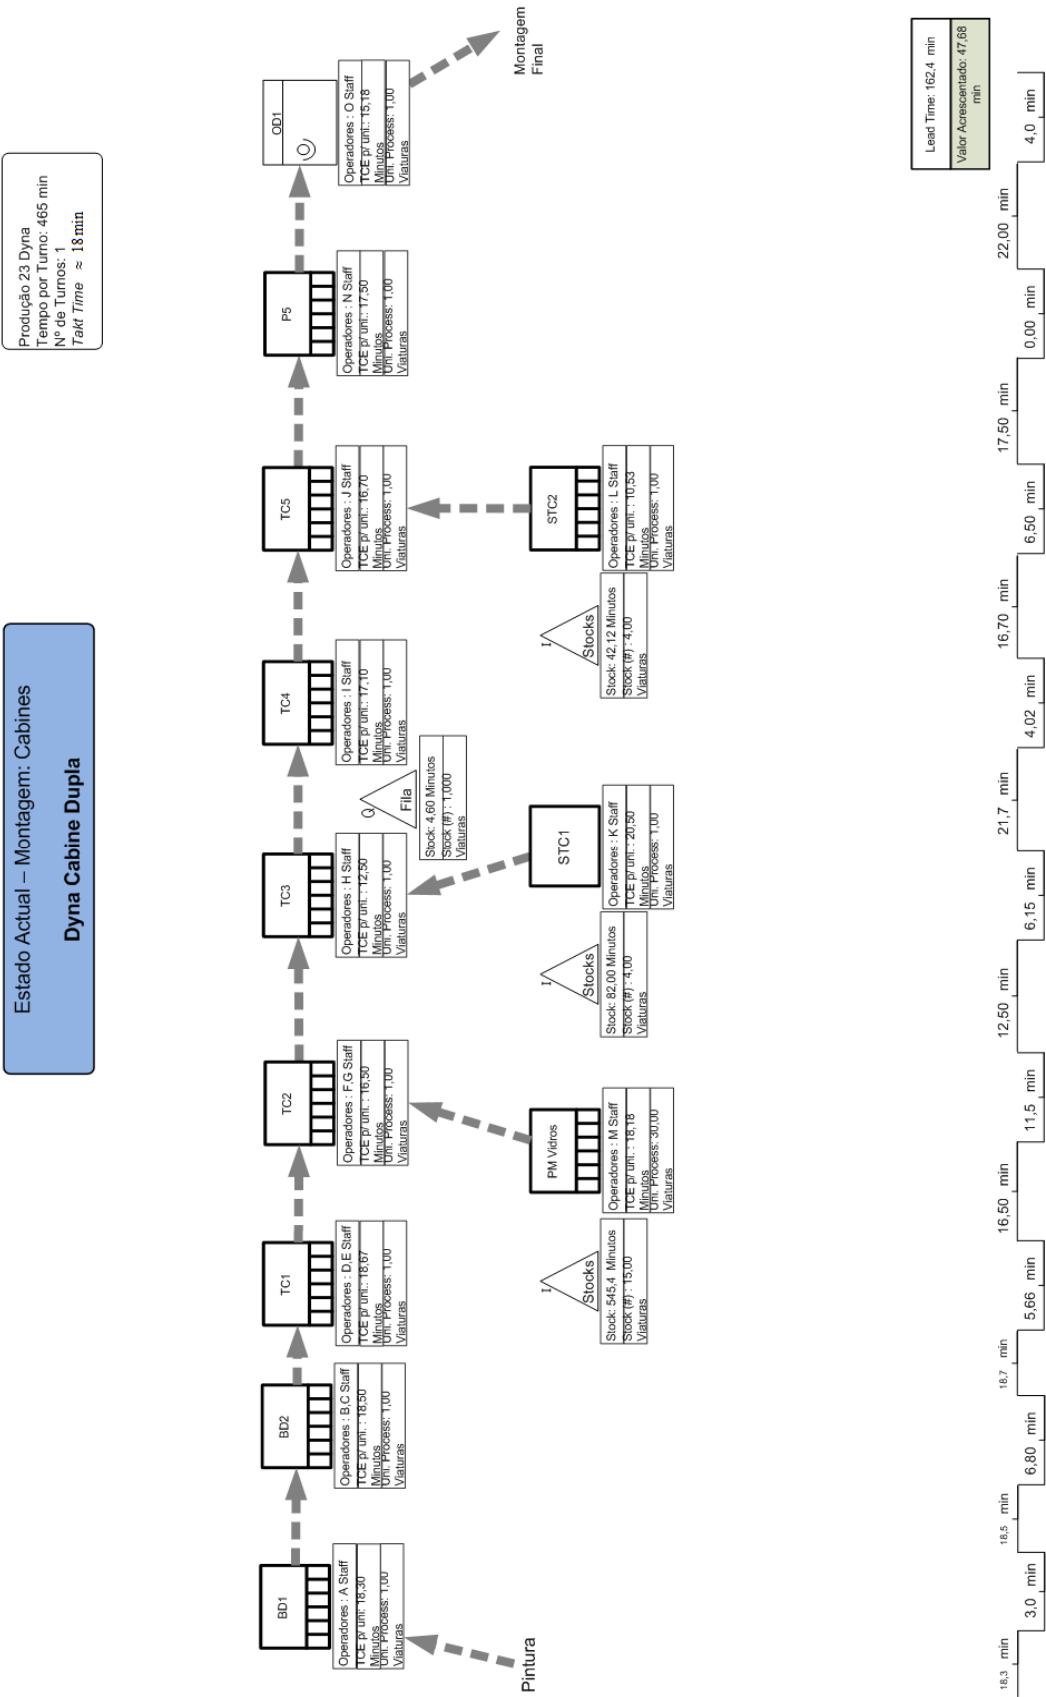 Estado Actual – Montagem: Cabines
Dyna Cabine Dupla
Produção 23 Dyna
Tempo por Turno: 465 min
Nº de Turnos: 1
Takt Time ≈ 18 min
Pintura
BD1
Operadores : A Staff
TCE p/ uni: 18,30
Minutos
Uni. Process: 1,00
Viaturas
BD2
Operadores : B,C Staff
TCE p/ uni. : 18,50
Minutos
Uni. Process: 1,00
Viaturas
TC1
Operadores : D,E Staff
TCE p/ uni.: 18,67
Minutos
Uni. Process: 1,00
Viaturas
TC2
Operadores : F,G Staff
TCE p/ uni. : 16,50
Minutos
Uni. Process: 1,00
Viaturas
TC3
Operadores : H Staff
TCE p/ uni. : 12,50
Minutos
Uni. Process: 1,00
Viaturas
Q
Fila
Stock: 4,60 Minutos
Stock (#) : 1,000
Viaturas
TC4
Operadores : I Staff
TCE p/ uni.: 17,10
Minutos
Uni. Process: 1,00
Viaturas
TC5
Operadores : J Staff
TCE p/ uni.: 16,70
Minutos
Uni. Process: 1,00
Viaturas
P5
Operadores : N Staff
TCE p/ uni.: 17,50
Minutos
Uni. Process: 1,00
Viaturas
OD1
Operadores : O Staff
TCE p/ uni.: 15,18
Minutos
Uni. Process: 1,00
Viaturas
Montagem
Final
I
Stocks
Stock: 545,4 Minutos
Stock (#) : 15,00
Viaturas
PM Vidros
Operadores : M Staff
TCE p/ uni. : 18,18
Minutos
Uni. Process: 30,00
Viaturas
I
Stocks
Stock: 82,00 Minutos
Stock (#) : 4,00
Viaturas
STC1
Operadores : K Staff
TCE p/ uni. : 20,50
Minutos
Uni. Process: 1,00
Viaturas
I
Stocks
Stock: 42,12 Minutos
Stock (#) : 4,00
Viaturas
STC2
Operadores : L Staff
TCE p/ uni. : 10,53
Minutos
Uni. Process: 1,00
Viaturas
Lead Time: 162,4 min
Valor Acrescentado: 47,68
min
18,3 min
3,0 min
18,5 min
6,80 min
18,7 min
5,66 min
16,50 min
11,5 min
12,50 min
6,15 min
21,7 min
4,02 min
16,70 min
6,50 min
17,50 min
0,00 min
22,00 min
4,0 min